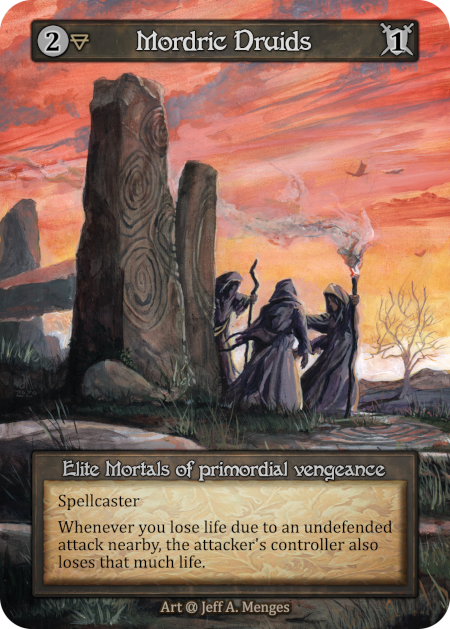 2 Mordric Druids 1
Elite Mortals of primordial vengeance
Spellcaster
Whenever you lose life due to an undefended
attack nearby, the attacker's controller also
loses that much life.
Art @ Jeff A. Menges